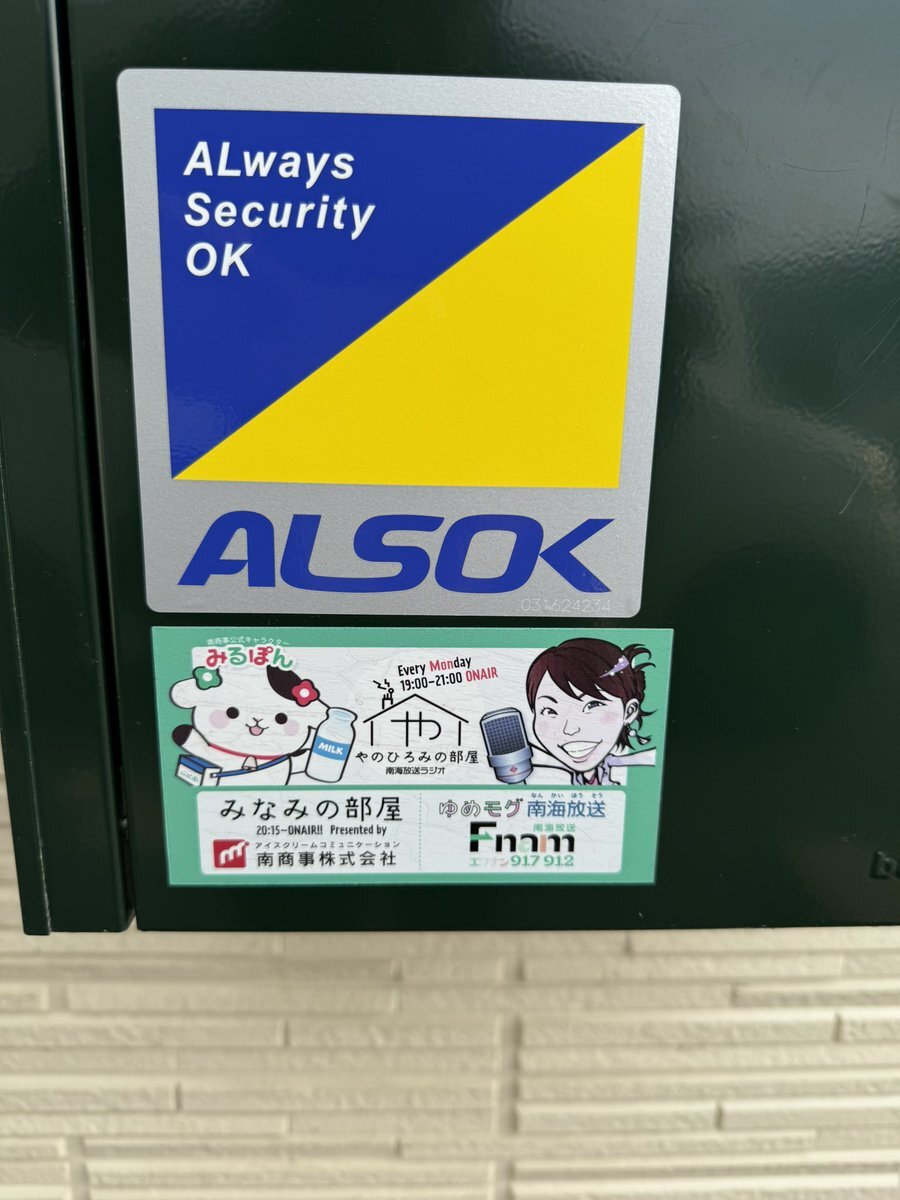 ALways
Security
OK
ALSOK
031624234
南商事公式キャラクター
みるぽん
Every Monday
19:00-21:00 ONAIR
MILK
や
やのひろみの部屋
南海放送ラジオ
みなみの部屋
20:15~ONAIR!! Presented by
アイスクリームコミュニケーション
南商事株式会社
なん かい ほう そう
ゆめモグ 南海放送
南海放送
Fnam
エフナン 917 912